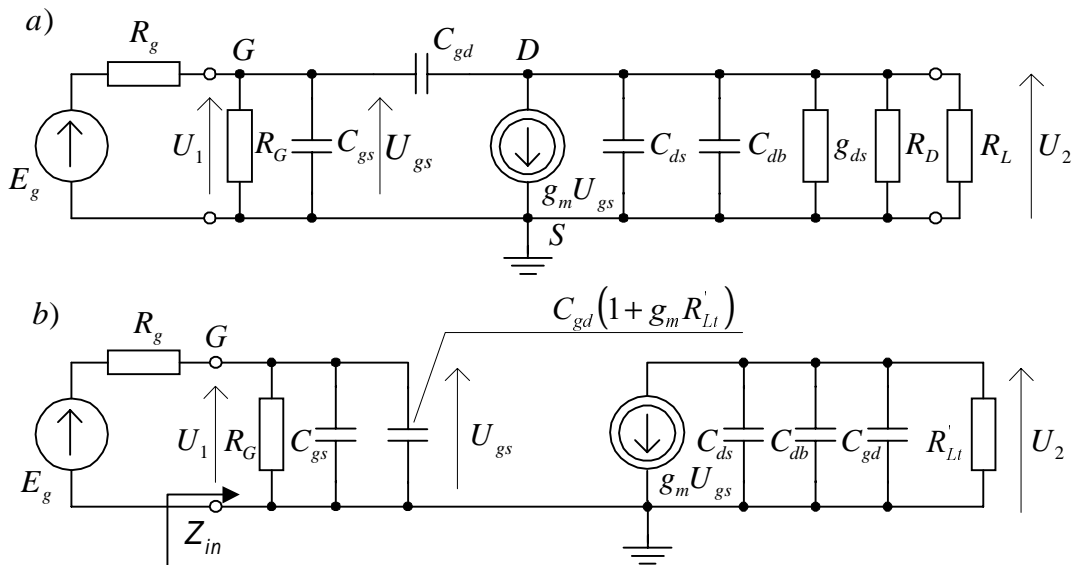 a)
R_g
G
C_gd
D
E_g
U_1
R_G
C_gs
U_gs
g_m U_gs
S
C_ds
C_db
g_ds
R_D
R_L
U_2
b)
R_g
G
C_gd(1 + g_m R'_Lt)
E_g
U_1
R_G
C_gs
U_gs
Z_in
g_m U_gs
C_ds
C_db
C_gd
R'_Lt
U_2